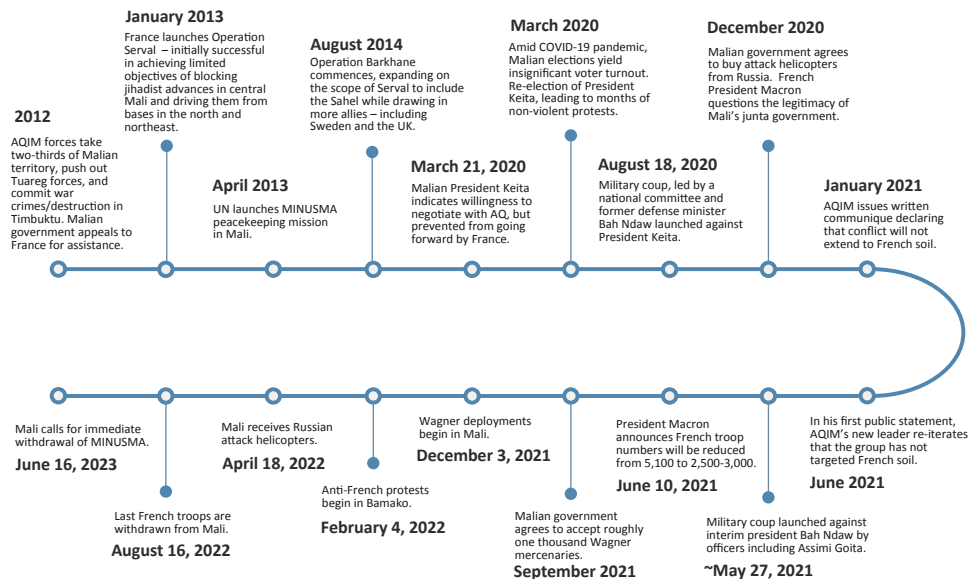 2012
AQIM forces take
two-thirds of Malian
territory, push out
Tuareg forces, and
commit war
crimes/destruction in
Timbuktu. Malian
government appeals to
France for assistance.
January 2013
France launches Operation
Serval – initially successful
in achieving limited
objectives of blocking
jihadist advances in central
Mali and driving them from
bases in the north and
northeast.
April 2013
UN launches MINUSMA
peacekeeping mission
in Mali.
August 2014
Operation Barkhane
commences, expanding on
the scope of Serval to include
the Sahel while drawing in
more allies – including
Sweden and the UK.
March 21, 2020
Malian President Keita
indicates willingness to
negotiate with AQ, but
prevented from going
forward by France.
March 2020
Amid COVID-19 pandemic,
Malian elections yield
insignificant voter turnout.
Re-election of President
Keita, leading to months of
non-violent protests.
August 18, 2020
Military coup, led by a
national committee and
former defense minister
Bah Ndaw launched against
President Keita.
December 2020
Malian government agrees
to buy attack helicopters
from Russia. French
President Macron
questions the legitimacy of
Mali's junta government.
January 2021
AQIM issues written
communique declaring
that conflict will not
extend to French soil.
In his first public statement,
AQIM's new leader re-iterates
that the group has not
targeted French soil.
June 2021
Military coup launched against
interim president Bah Ndaw by
officers including Assimi Goita.
~May 27, 2021
President Macron
announces French troop
numbers will be reduced
from 5,100 to 2,500-3,000.
June 10, 2021
Malian government
agrees to accept roughly
one thousand Wagner
mercenaries.
September 2021
Wagner deployments
begin in Mali.
December 3, 2021
Anti-French protests
begin in Bamako.
February 4, 2022
Mali receives Russian
attack helicopters.
April 18, 2022
Last French troops are
withdrawn from Mali.
August 16, 2022
Mali calls for immediate
withdrawal of MINUSMA.
June 16, 2023